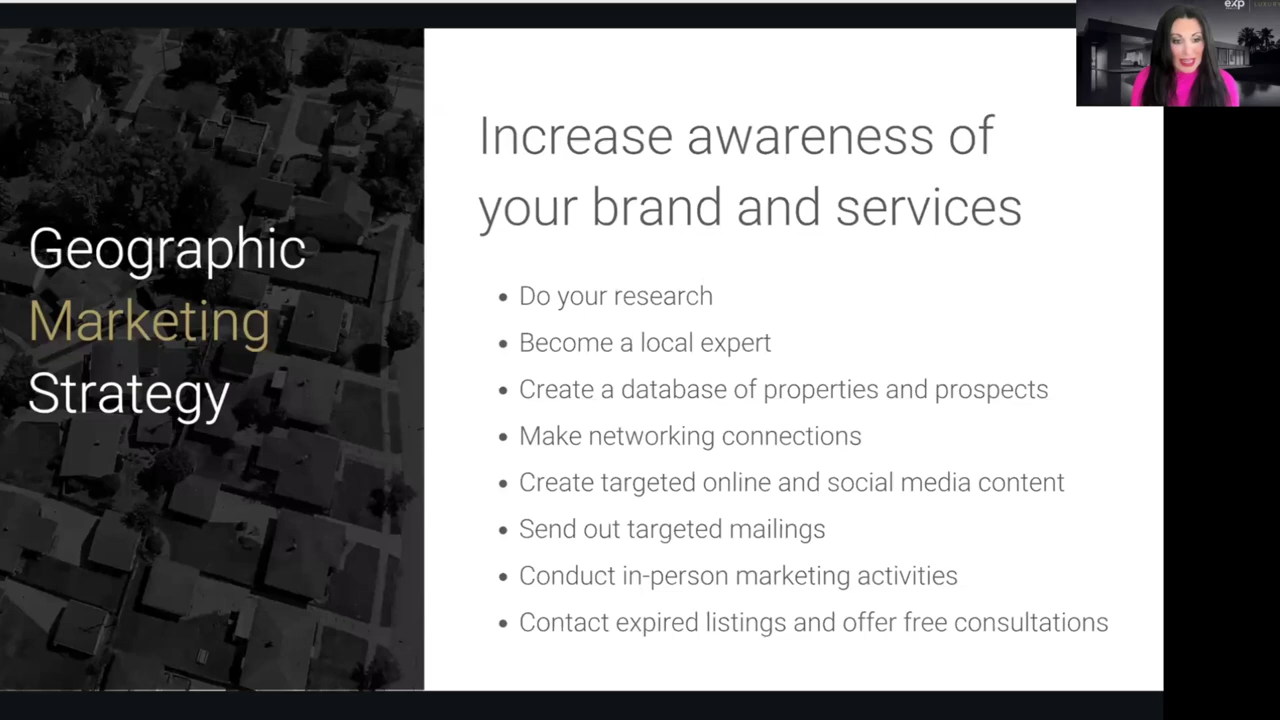 exp
LUXURY
Geographic
Marketing
Strategy
Increase awareness of
your brand and services
• Do your research
• Become a local expert
• Create a database of properties and prospects
• Make networking connections
• Create targeted online and social media content
• Send out targeted mailings
• Conduct in-person marketing activities
• Contact expired listings and offer free consultations